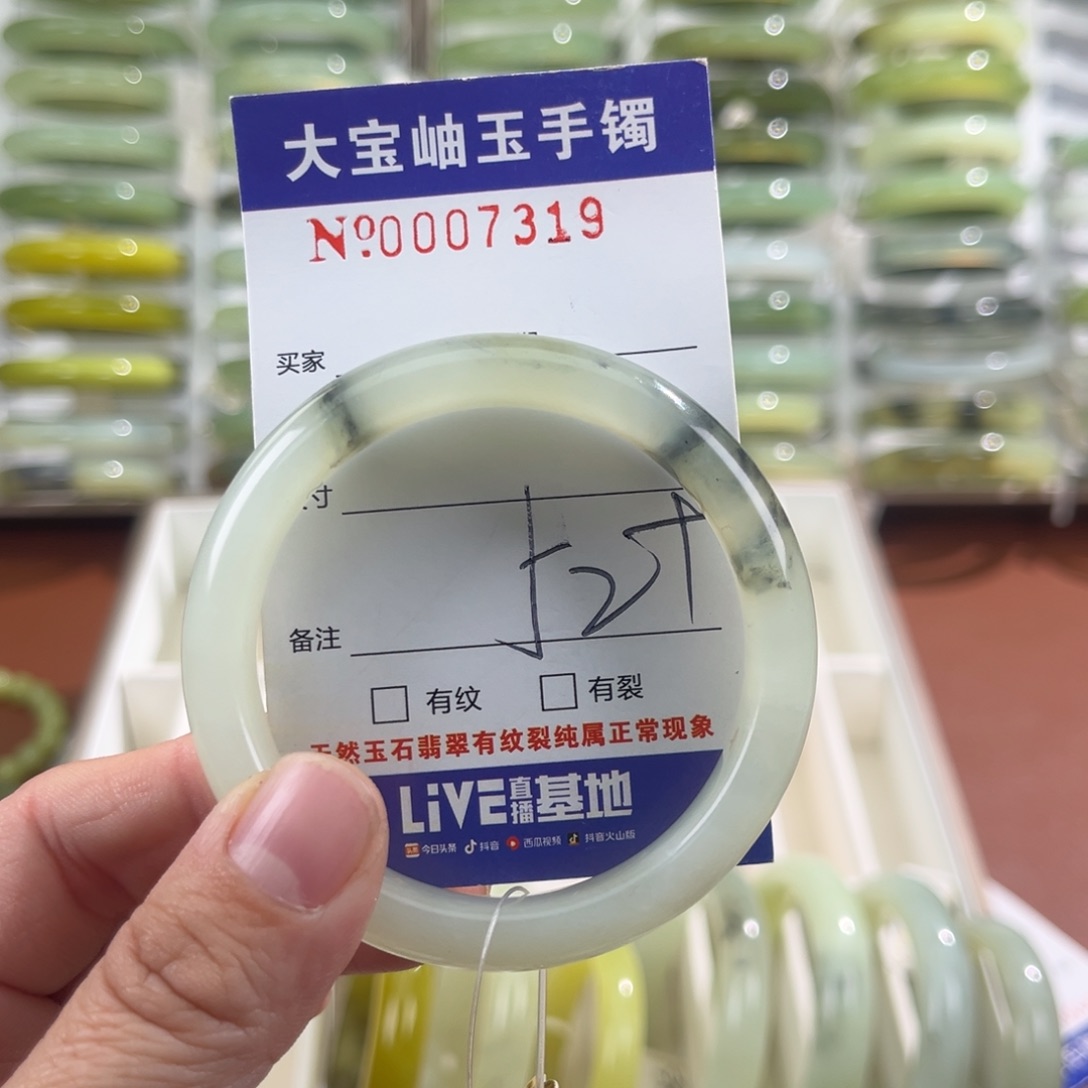 大宝岫玉手镯
№0007319
买家
寸
备注
有纹 有裂
然玉石翡翠有纹裂纯属正常现象
LiVE直播基地
头条 今日头条 抖音 西瓜视频 抖音火山版